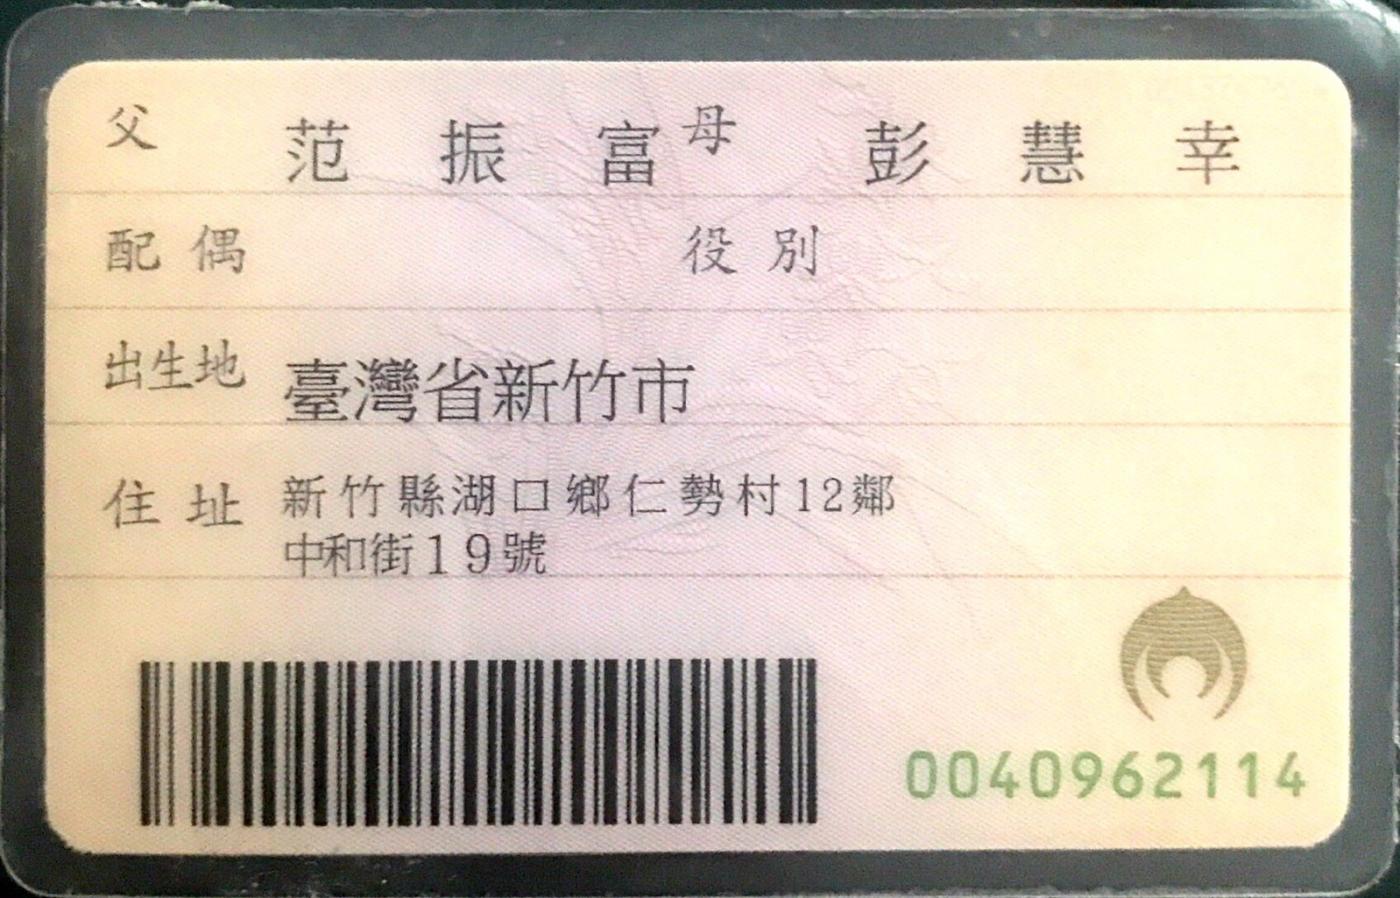 父 范振富 母 彭慧幸
配偶 役別
出生地 臺灣省新竹市
住址 新竹縣湖口鄉仁勢村12鄰
中和街19號
0040962114